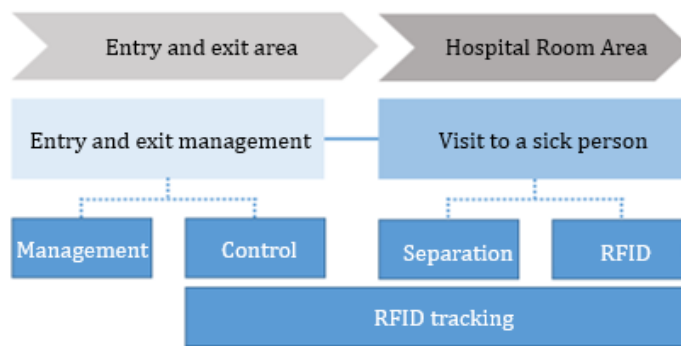 Entry and exit area
Hospital Room Area
Entry and exit management
Visit to a sick person
Management
Control
Separation
RFID
RFID tracking